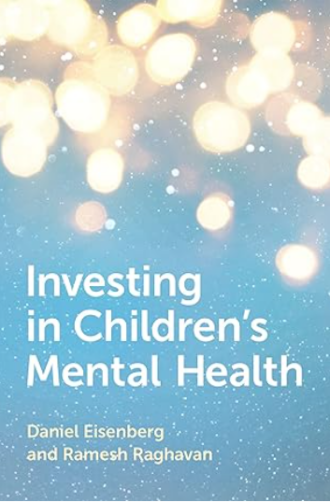 Investing
in Children's
Mental Health
Daniel Eisenberg
and Ramesh Raghavan